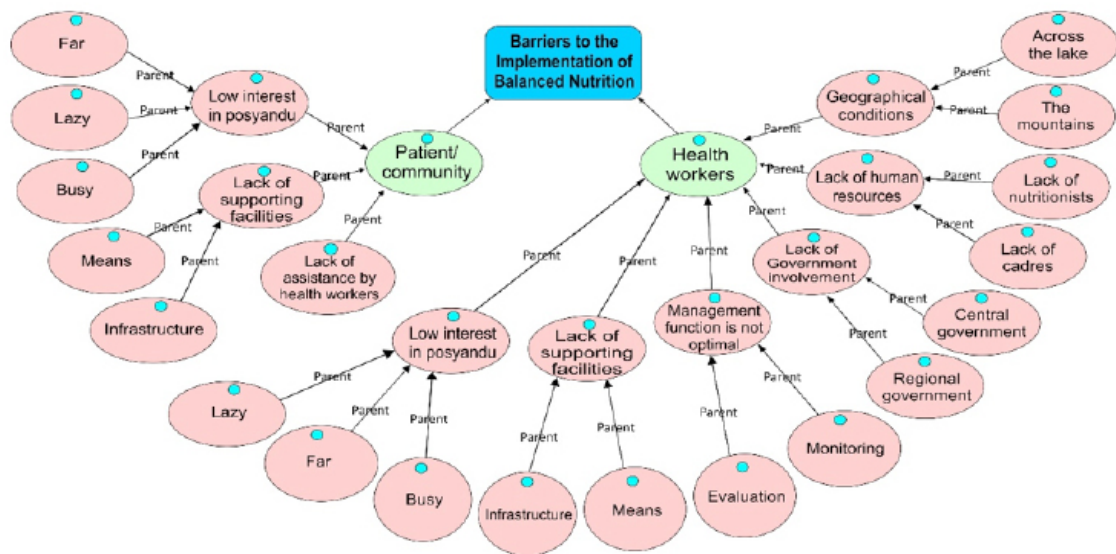 Barriers to the
Implementation of
Balanced Nutrition
Patient/
community
Low interest
in posyandu
Far
Lazy
Busy
Parent
Parent
Parent
Parent
Lack of
supporting
facilities
Means
Infrastructure
Parent
Parent
Parent
Lack of
assistance by
health workers
Parent
Health
workers
Low interest
in posyandu
Lazy
Far
Busy
Parent
Parent
Parent
Parent
Lack of
supporting
facilities
Infrastructure
Means
Parent
Parent
Parent
Management
function is not
optimal
Evaluation
Monitoring
Parent
Parent
Parent
Lack of
Government
involvement
Central
government
Regional
government
Parent
Parent
Parent
Lack of human
resources
Lack of
nutritionists
Lack of
cadres
Parent
Parent
Parent
Geographical
conditions
Across
the lake
The
mountains
Parent
Parent
Parent